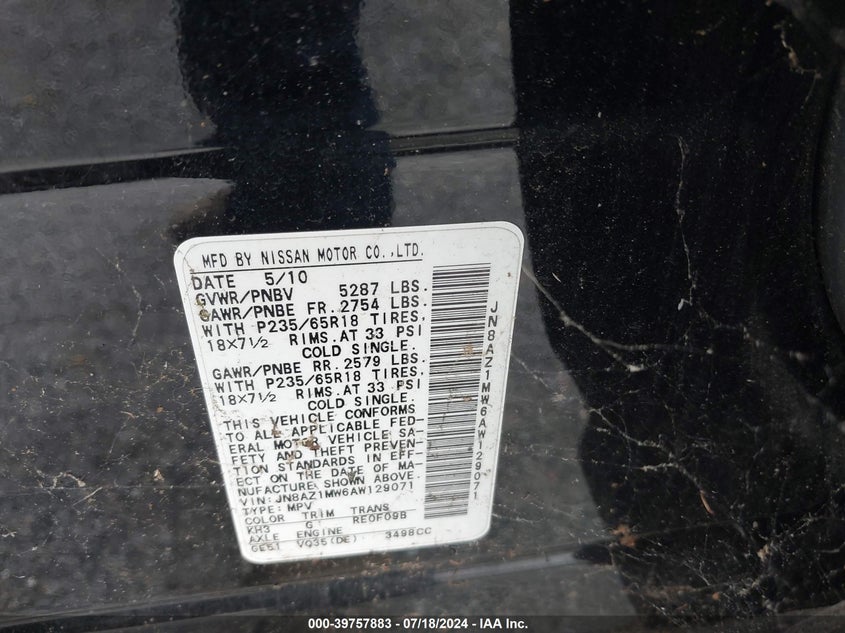 MFD BY NISSAN MOTOR CO.,LTD.
DATE 5/10
GVWR/PNBV 5287 LBS.
GAWR/PNBE FR. 2754 LBS.
WITH P235/65R18 TIRES,
18X7½ RIMS.AT 33 PSI
COLD SINGLE.
GAWR/PNBE RR. 2579 LBS.
WITH P235/65R18 TIRES,
18X7½ RIMS.AT 33 PSI
COLD SINGLE.
THIS VEHICLE CONFORMS
TO ALL APPLICABLE FED-
ERAL MOTOR VEHICLE SA-
FETY AND THEFT PREVEN-
TION STANDARDS IN EFF-
ECT ON THE DATE OF MA-
NUFACTURE SHOWN ABOVE.
VIN: JN8AZ1MW6AW129071
TYPE: MPV
COLOR TRIM TRANS
KH3 G RE0F09B
AXLE ENGINE
VQ35(DE) 3498CC
JN8AZ1MW6AW129071
000-39757883 - 07/18/2024 - IAA Inc.